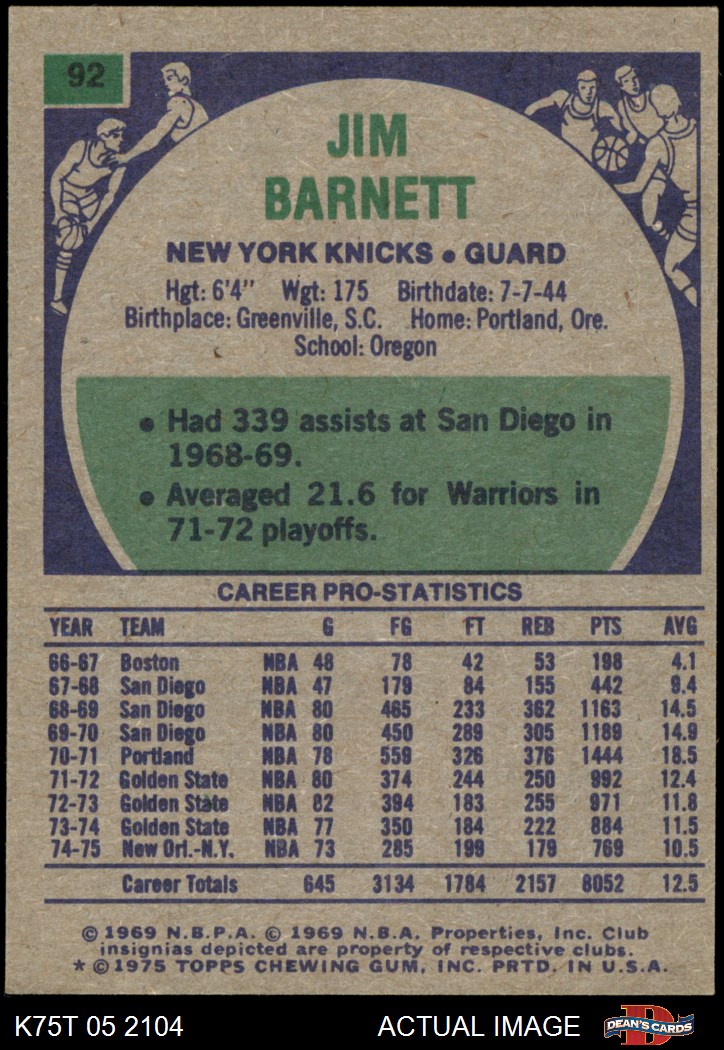 92
JIM
BARNETT
NEW YORK KNICKS • GUARD
Hgt: 6'4" Wgt: 175 Birthdate: 7-7-44
Birthplace: Greenville, S.C. Home: Portland, Ore.
School: Oregon
• Had 339 assists at San Diego in
1968-69.
• Averaged 21.6 for Warriors in
71-72 playoffs.
CAREER PRO-STATISTICS
YEAR TEAM G FG FT REB PTS AVG
66-67 Boston NBA 48 78 42 53 198 4.1
67-68 San Diego NBA 47 179 84 155 442 9.4
68-69 San Diego NBA 80 465 233 362 1163 14.5
69-70 San Diego NBA 80 450 289 305 1189 14.9
70-71 Portland NBA 78 559 326 376 1444 18.5
71-72 Golden State NBA 80 374 244 250 992 12.4
72-73 Golden State NBA 82 394 183 255 971 11.8
73-74 Golden State NBA 77 350 184 222 884 11.5
74-75 New Orl.-N.Y. NBA 73 285 199 179 769 10.5
Career Totals 645 3134 1784 2157 8052 12.5
© 1969 N.B.P.A. © 1969 N.B.A. Properties, Inc. Club
insignias depicted are property of respective clubs.
* © 1975 TOPPS CHEWING GUM, INC. PRTD. IN U.S.A.
K75T 05 2104 ACTUAL IMAGE D DEAN'S CARDS